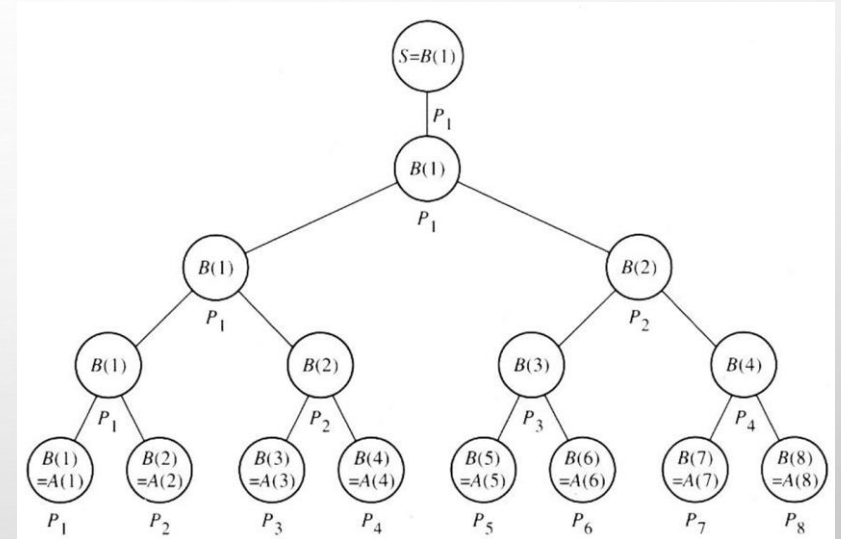 S=B(1)
P1
B(1)
P1
B(1)
B(2)
P1
P2
B(1)
B(2)
B(3)
B(4)
P1
P2
P3
P4
B(1)
=A(1)
B(2)
=A(2)
B(3)
=A(3)
B(4)
=A(4)
B(5)
=A(5)
B(6)
=A(6)
B(7)
=A(7)
B(8)
=A(8)
P1
P2
P3
P4
P5
P6
P7
P8